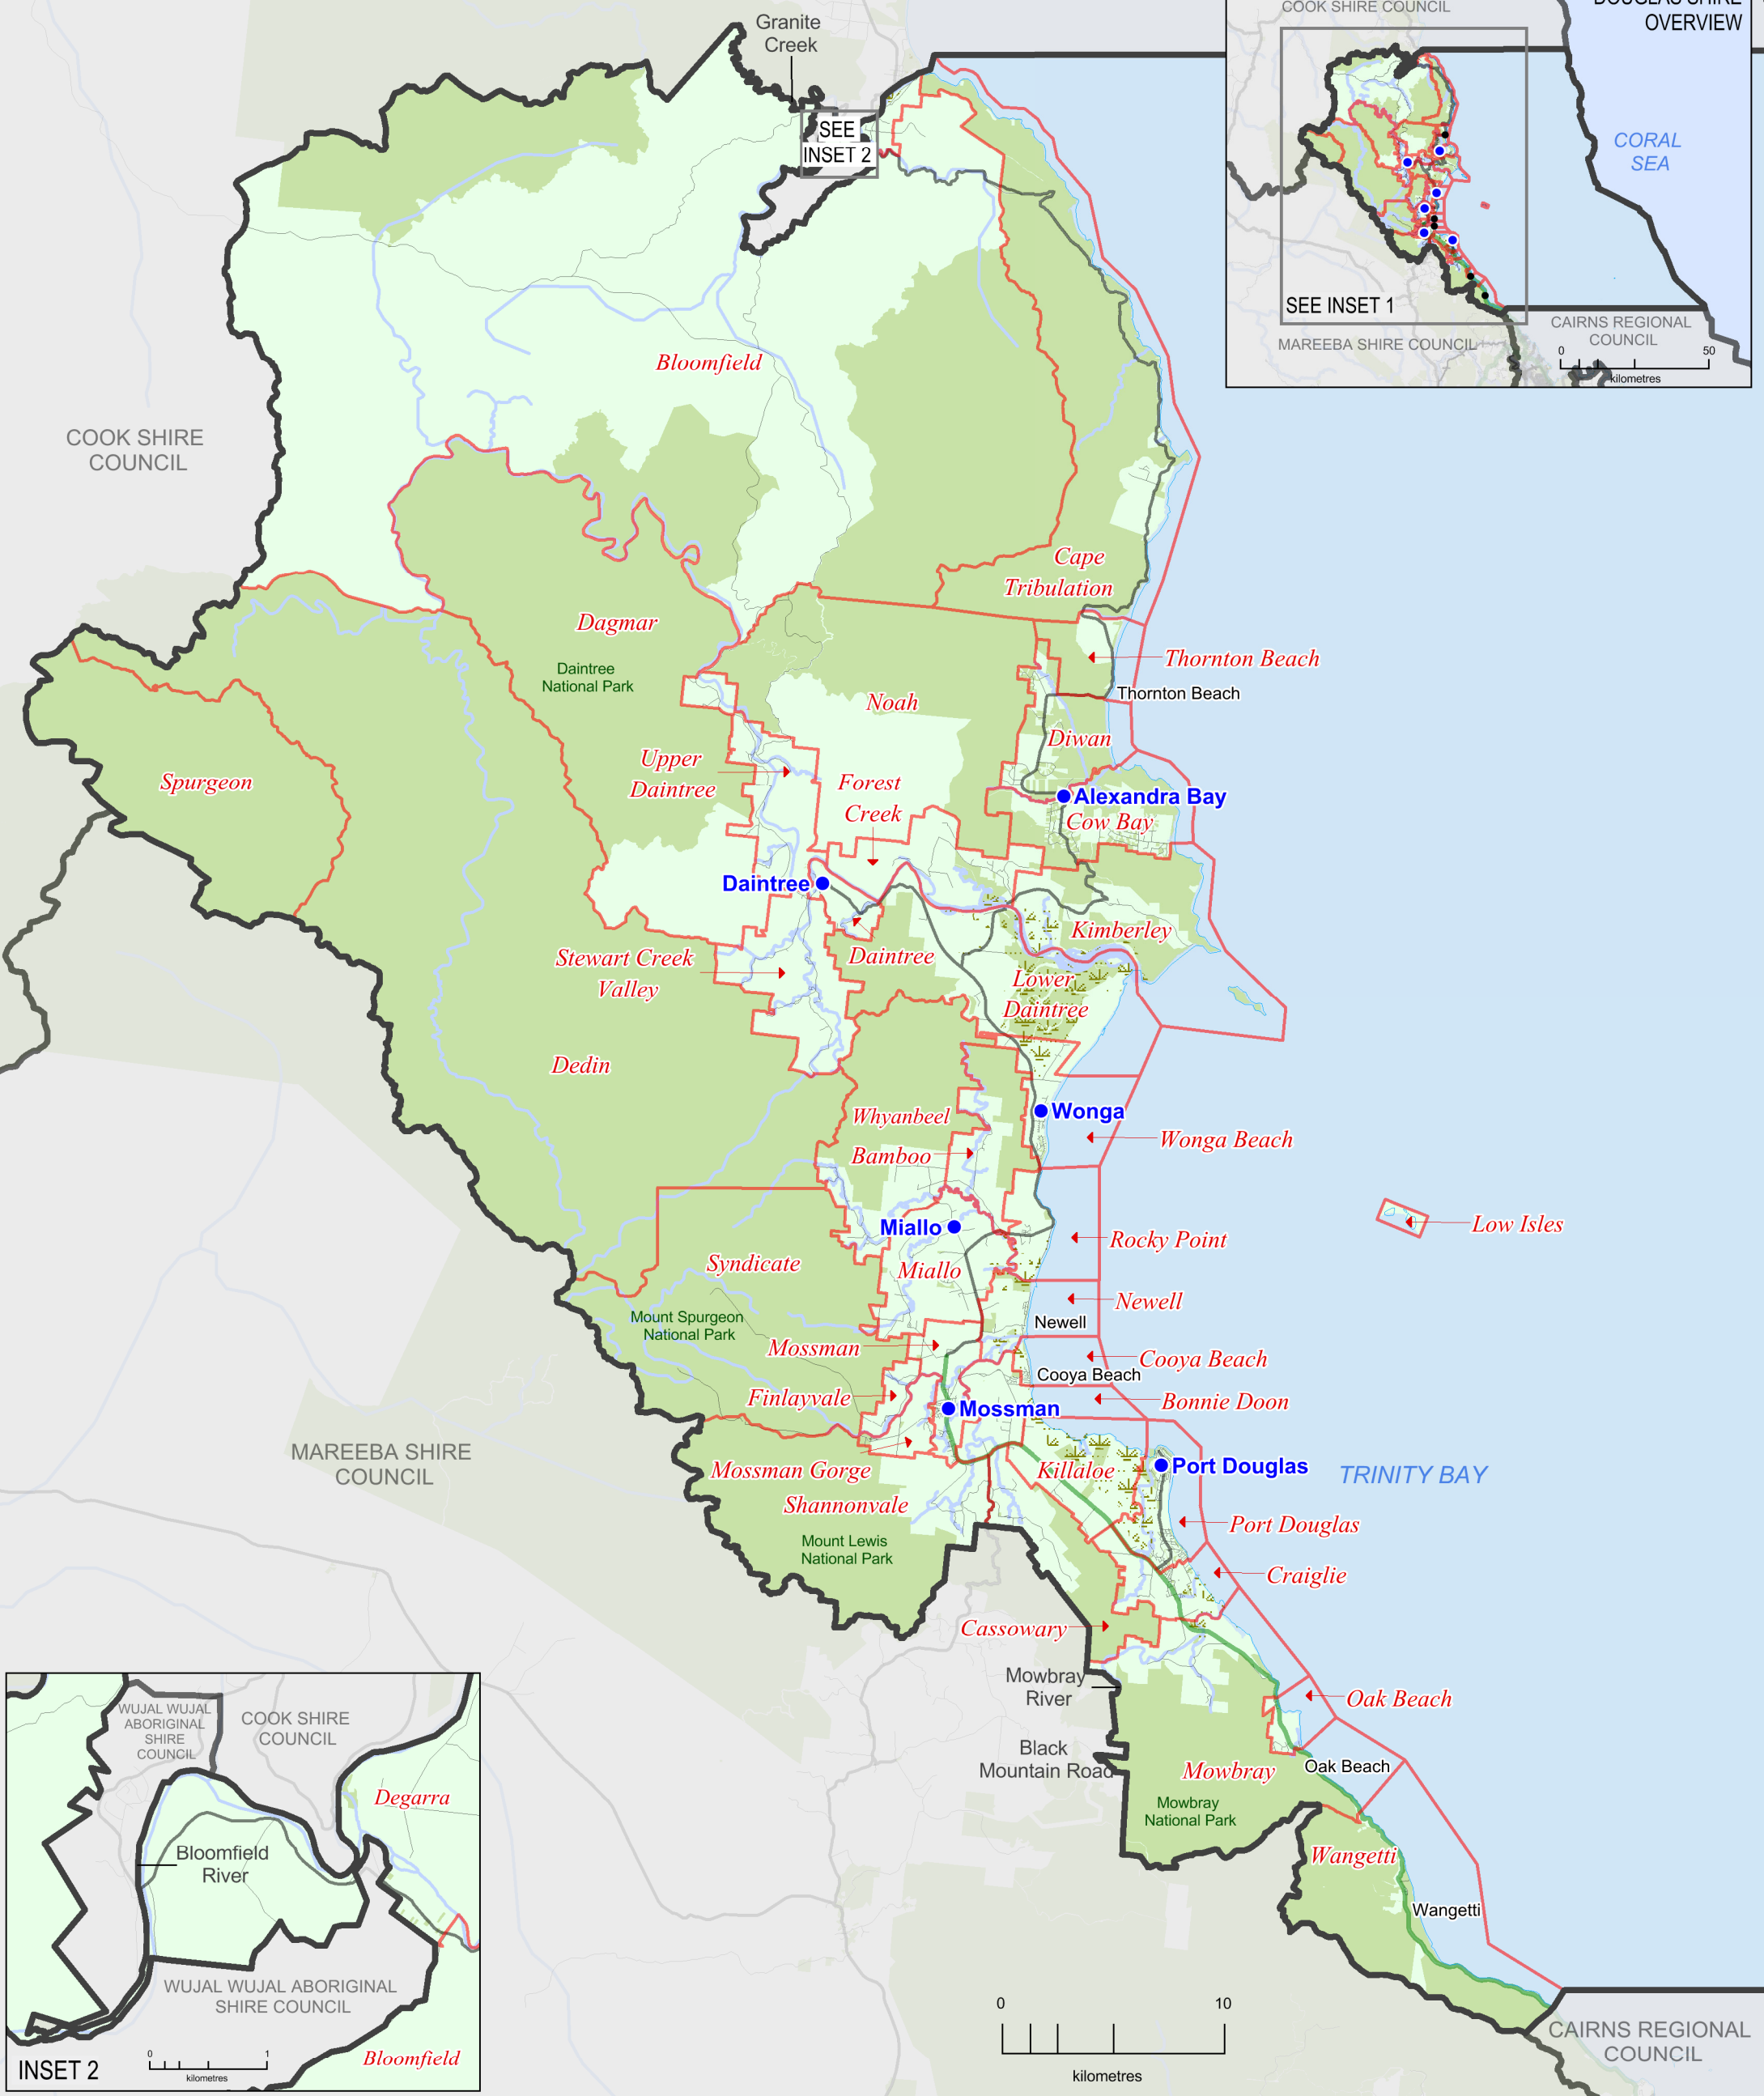 Granite
Creek
SEE
INSET 2
COOK SHIRE COUNCIL
DOUGLAS SHIRE
OVERVIEW
CORAL
SEA
SEE INSET 1
CAIRNS REGIONAL
COUNCIL
MAREEBA SHIRE COUNCIL
0 50
kilometres
Bloomfield
COOK SHIRE
COUNCIL
Cape
Tribulation
Dagmar
Daintree
National Park
Thornton Beach
Thornton Beach
Noah
Diwan
Spurgeon
Upper
Daintree
Forest
Creek
Alexandra Bay
Cow Bay
Daintree
Kimberley
Stewart Creek
Valley
Daintree
Lower
Daintree
Dedin
Whyanbeel
Wonga
Wonga Beach
Bamboo
Miallo
Low Isles
Rocky Point
Syndicate
Miallo
Newell
Mount Spurgeon
National Park
Newell
Mossman
Cooya Beach
Cooya Beach
Finlayvale
Bonnie Doon
Mossman
MAREEBA SHIRE
COUNCIL
Mossman Gorge
Killaloe
Port Douglas
TRINITY BAY
Shannonvale
Port Douglas
Mount Lewis
National Park
Craiglie
Cassowary
Mowbray
River
Oak Beach
Black
Mountain Road
Mowbray
Oak Beach
Mowbray
National Park
Wangetti
Wangetti
WUJAL WUJAL
ABORIGINAL
SHIRE
COUNCIL
COOK SHIRE
COUNCIL
Degarra
Bloomfield
River
WUJAL WUJAL ABORIGINAL
SHIRE COUNCIL
INSET 2
0 1
kilometres
Bloomfield
0 10
kilometres
CAIRNS REGIONAL
COUNCIL